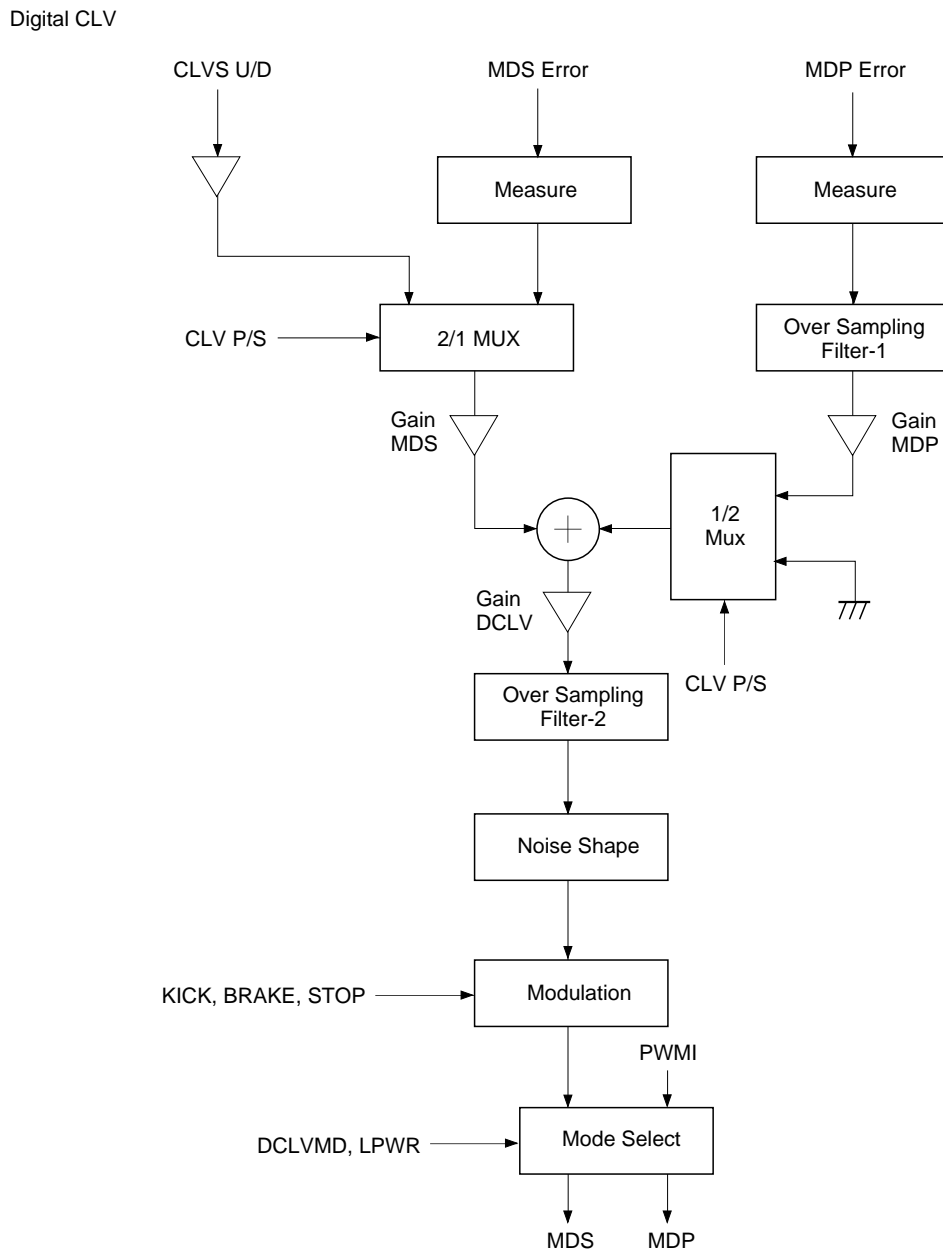 Digital CLV
CLVS U/D
MDS Error
MDP Error
Measure
Measure
CLV P/S
2/1 MUX
Over Sampling
Filter-1
Gain
MDS
Gain
MDP
1/2
Mux
Gain
DCLV
CLV P/S
Over Sampling
Filter-2
Noise Shape
KICK, BRAKE, STOP
Modulation
PWMI
DCLVMD, LPWR
Mode Select
MDS
MDP